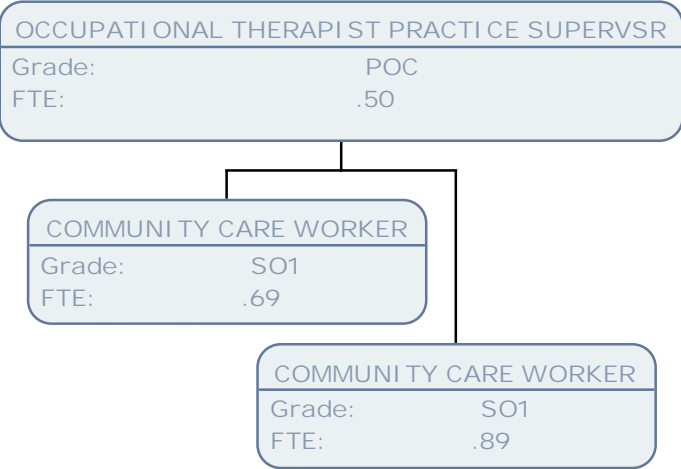 OCCUPATIONAL THERAPIST PRACTICE SUPERVSR
Grade: POC
FTE: .50
COMMUNITY CARE WORKER
Grade: SO1
FTE: .69
COMMUNITY CARE WORKER
Grade: SO1
FTE: .89